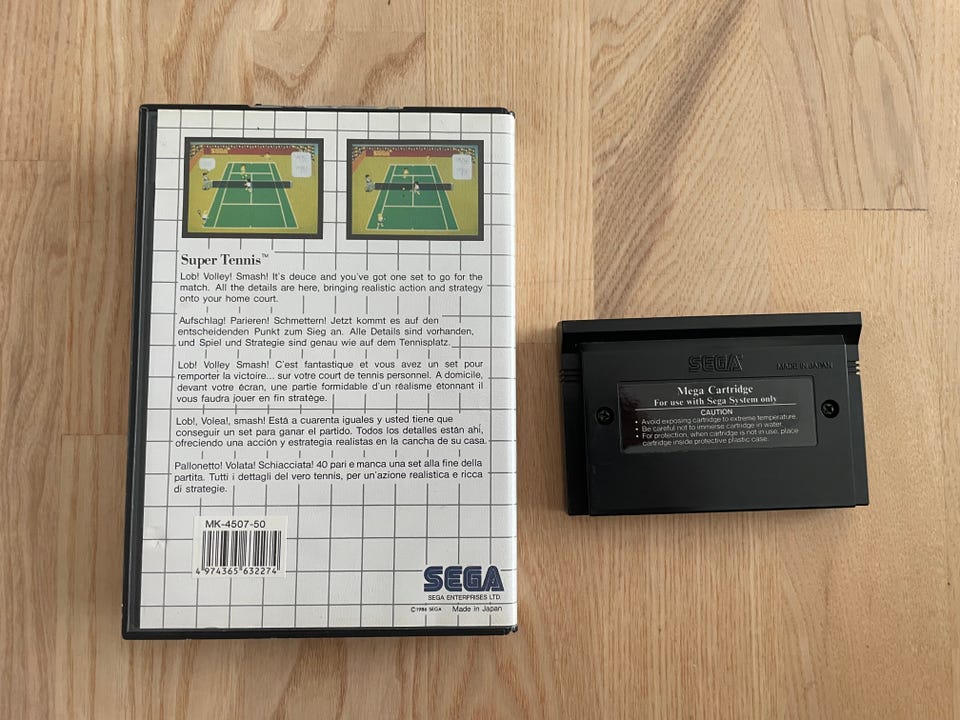 SEGA
Super Tennis™
Lob! Volley! Smash! It's deuce and you've got one set to go for the
match. All the details are here, bringing realistic action and strategy
onto your home court.
Aufschlag! Parieren! Schmettern! Jetzt kommt es auf den
entscheidenden Punkt zum Sieg an. Alle Details sind vorhanden,
und Spiel und Strategie sind genau wie auf dem Tennisplatz.
Lob! Volley Smash! C'est fantastique et vous avez un set pour
remporter la victoire... sur votre court de tennis personnel. A domicile,
devant votre écran, une partie formidable d'un réalisme étonnant il
vous faudra jouer en fin stratège.
Lob!, Volea!, smash! Está a cuarenta iguales y usted tiene que
conseguir un set para ganar el partido. Todos los detalles están ahí,
ofreciendo una acción y estrategia realistas en la cancha de su casa.
Pallonetto! Volata! Schiacciata! 40 pari e manca una set alla fine della
partita. Tutti i dettagli del vero tennis, per un'azione realistica e ricca
di strategie.
MK-4507-50
4 974365 632274
SEGA
SEGA ENTERPRISES LTD.
©1986 SEGA Made in Japan
SEGA
MADE IN JAPAN
Mega Cartridge
For use with Sega System only
CAUTION
• Avoid exposing cartridge to extreme temperature.
• Be careful not to immerse cartridge in water.
• For protection, when cartridge is not in use, place
cartridge inside protective plastic case.